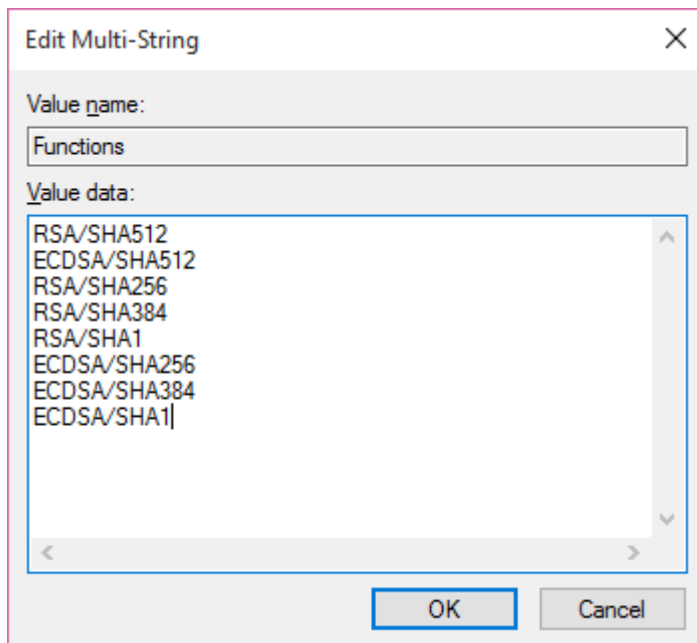 Edit Multi-String
Value name:
Functions
Value data:
RSA/SHA512
ECDSA/SHA512
RSA/SHA256
RSA/SHA384
RSA/SHA1
ECDSA/SHA256
ECDSA/SHA384
ECDSA/SHA1
OK
Cancel